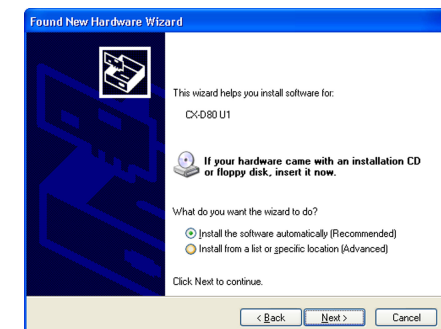 Found New Hardware Wizard
This wizard helps you install software for:
CX-D80 U1
If your hardware came with an installation CD
or floppy disk, insert it now.
What do you want the wizard to do?
Install the software automatically (Recommended)
Install from a list or specific location (Advanced)
Click Next to continue.
< Back
Next >
Cancel